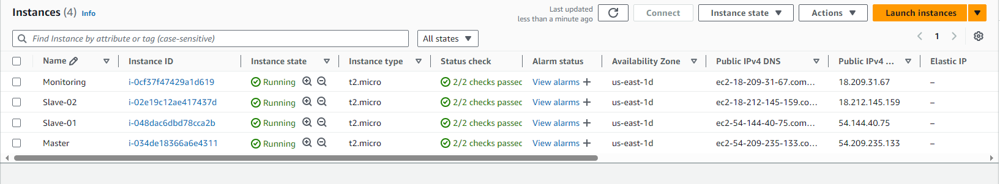 Instances (4) Info
Last updated
less than a minute ago
Connect
Instance state
Actions
Launch instances
Find Instance by attribute or tag (case-sensitive)
All states
1
Name Instance ID Instance state Instance type Status check Alarm status Availability Zone Public IPv4 DNS Public IPv4 ... Elastic IP
Monitoring i-0cf37f47429a1d619 Running t2.micro 2/2 checks passed View alarms + us-east-1d ec2-18-209-31-67.com... 18.209.31.67 –
Slave-02 i-02e19c12ae417437d Running t2.micro 2/2 checks passed View alarms + us-east-1d ec2-18-212-145-159.co... 18.212.145.159 –
Slave-01 i-048dac6dbd78cca2b Running t2.micro 2/2 checks passed View alarms + us-east-1d ec2-54-144-40-75.com... 54.144.40.75 –
Master i-034de18366a6e4311 Running t2.micro 2/2 checks passed View alarms + us-east-1d ec2-54-209-235-133.co... 54.209.235.133 –